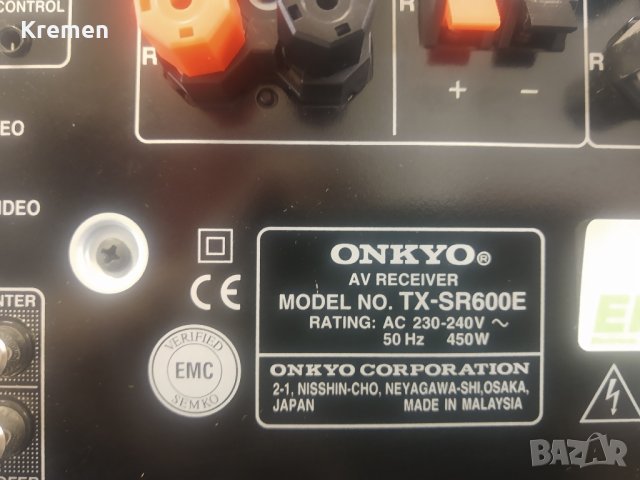 CONTROL
Kremen
R
R
R
+ −
EO
IDEO
ONKYO®
AV RECEIVER
MODEL NO. TX-SR600E
RATING: AC 230-240V ~
50 Hz 450W
ONKYO CORPORATION
2-1, NISSHIN-CHO, NEYAGAWA-SHI,OSAKA,
JAPAN MADE IN MALAYSIA
CE
VERIFIED
EMC
SEMKO
NTER
BAZAR